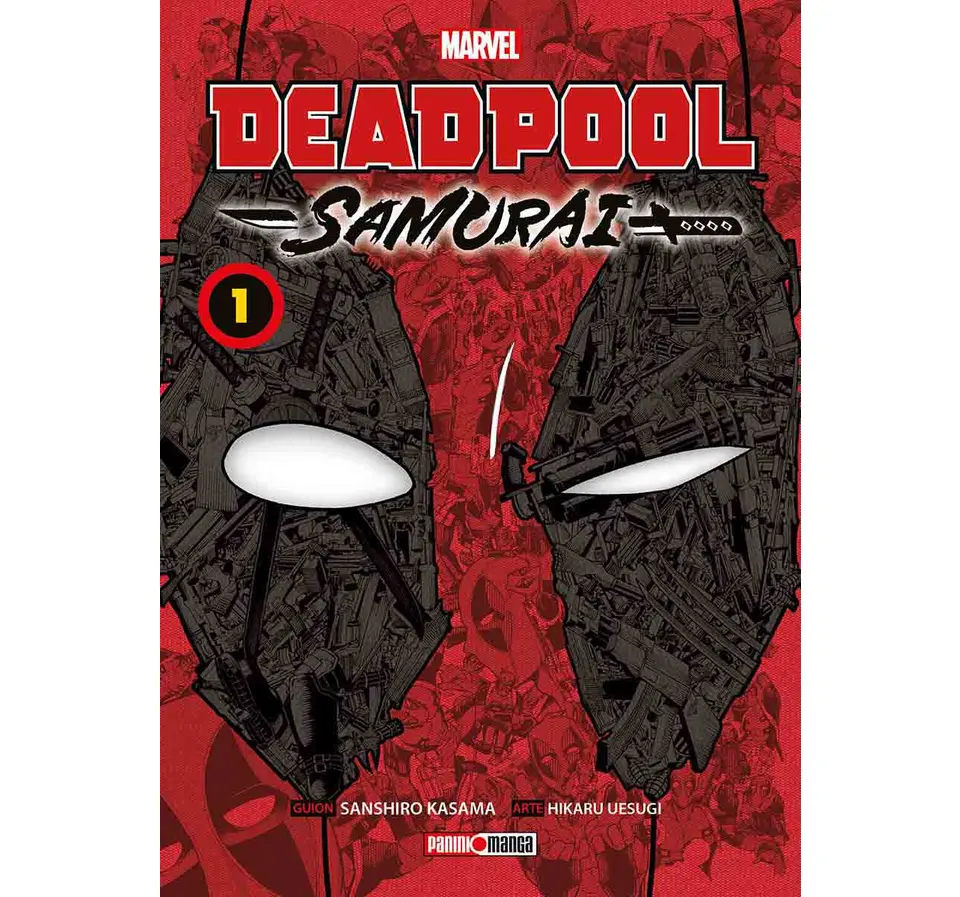 MARVEL
DEADPOOL
SAMURAI
1
GUION SANSHIRO KASAMA ARTE HIKARU UESUGI
PANINI manga